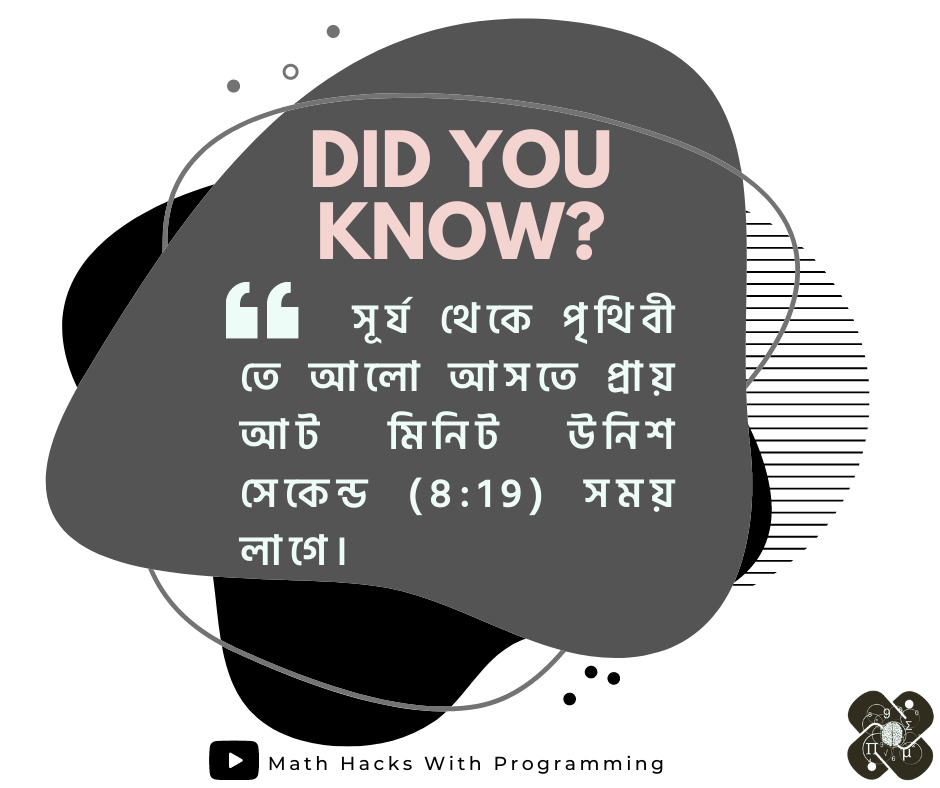 DID YOU
KNOW?
সূর্য থেকে পৃথিবী
তে আলো আসতে প্রায়
আট মিনিট উনিশ
সেকেন্ড (8:19) সময়
লাগে।
Math Hacks With Programming